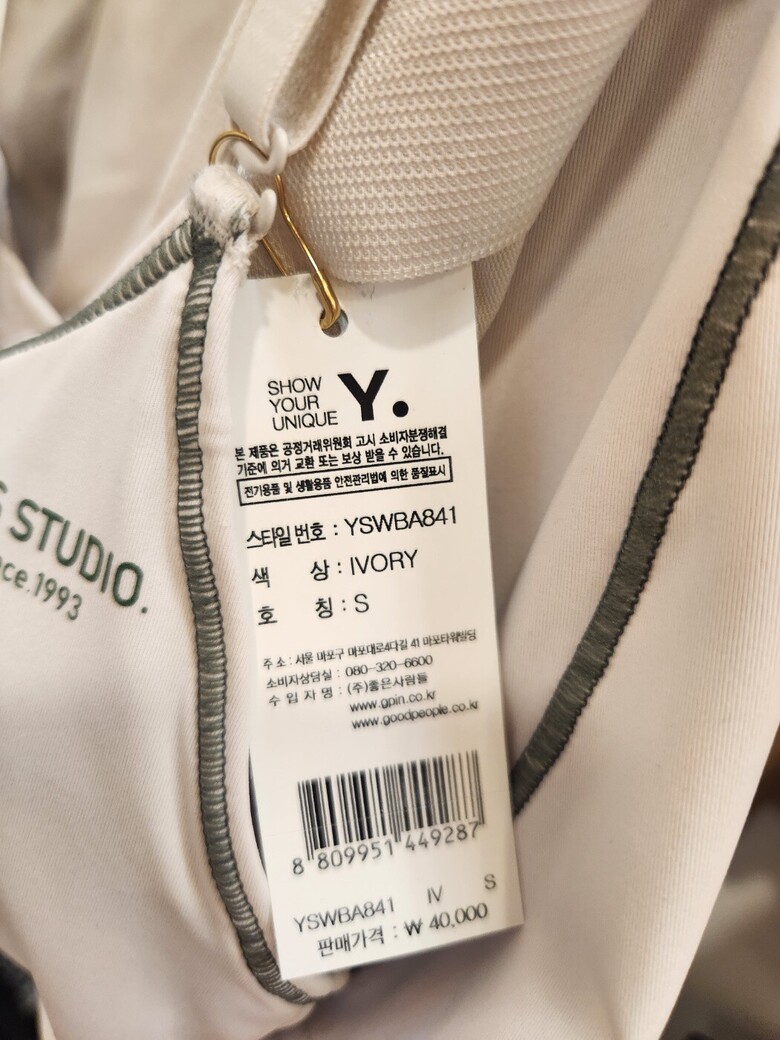 SHOW
YOUR
UNIQUE
Y.
본 제품은 공정거래위원회 고시 소비자분쟁해결
기준에 의거 교환 또는 보상 받을 수 있습니다.
전기용품 및 생활용품 안전관리법에 의한 품질표시
스타일 번호 : YSWBA841
색 상 : IVORY
호 칭 : S
주 소 : 서울 마포구 마포대로4다길 41 마포타워빌딩
소비자상담실 : 080-320-6600
수 입 자 명 : (주)좋은사람들
www.gpin.co.kr
www.goodpeople.co.kr
8 809951 449287
YSWBA841 IV S
판매가격 : ₩ 40,000
S STUDIO.
nce.1993